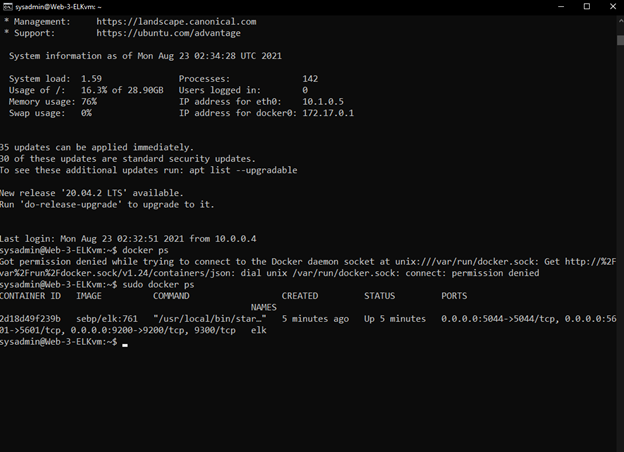 sysadmin@Web-3-ELKvm: ~
* Management:     https://landscape.canonical.com
* Support:        https://ubuntu.com/advantage
System information as of Mon Aug 23 02:34:28 UTC 2021
System load:  1.59               Processes:              142
Usage of /:   16.3% of 28.90GB   Users logged in:        0
Memory usage: 76%                IP address for eth0:    10.1.0.5
Swap usage:   0%                 IP address for docker0: 172.17.0.1
35 updates can be applied immediately.
30 of these updates are standard security updates.
To see these additional updates run: apt list --upgradable
New release '20.04.2 LTS' available.
Run 'do-release-upgrade' to upgrade to it.
Last login: Mon Aug 23 02:32:51 2021 from 10.0.0.4
sysadmin@Web-3-ELKvm:~$ docker ps
Got permission denied while trying to connect to the Docker daemon socket at unix:///var/run/docker.sock: Get http://%2F
var%2Frun%2Fdocker.sock/v1.24/containers/json: dial unix /var/run/docker.sock: connect: permission denied
sysadmin@Web-3-ELKvm:~$ sudo docker ps
CONTAINER ID   IMAGE          COMMAND                  CREATED         STATUS         PORTS
NAMES
2d18d49f239b   sebp/elk:761   "/usr/local/bin/star…"   5 minutes ago   Up 5 minutes   0.0.0.0:5044->5044/tcp, 0.0.0.0:56
01->5601/tcp, 0.0.0.0:9200->9200/tcp, 9300/tcp   elk
sysadmin@Web-3-ELKvm:~$